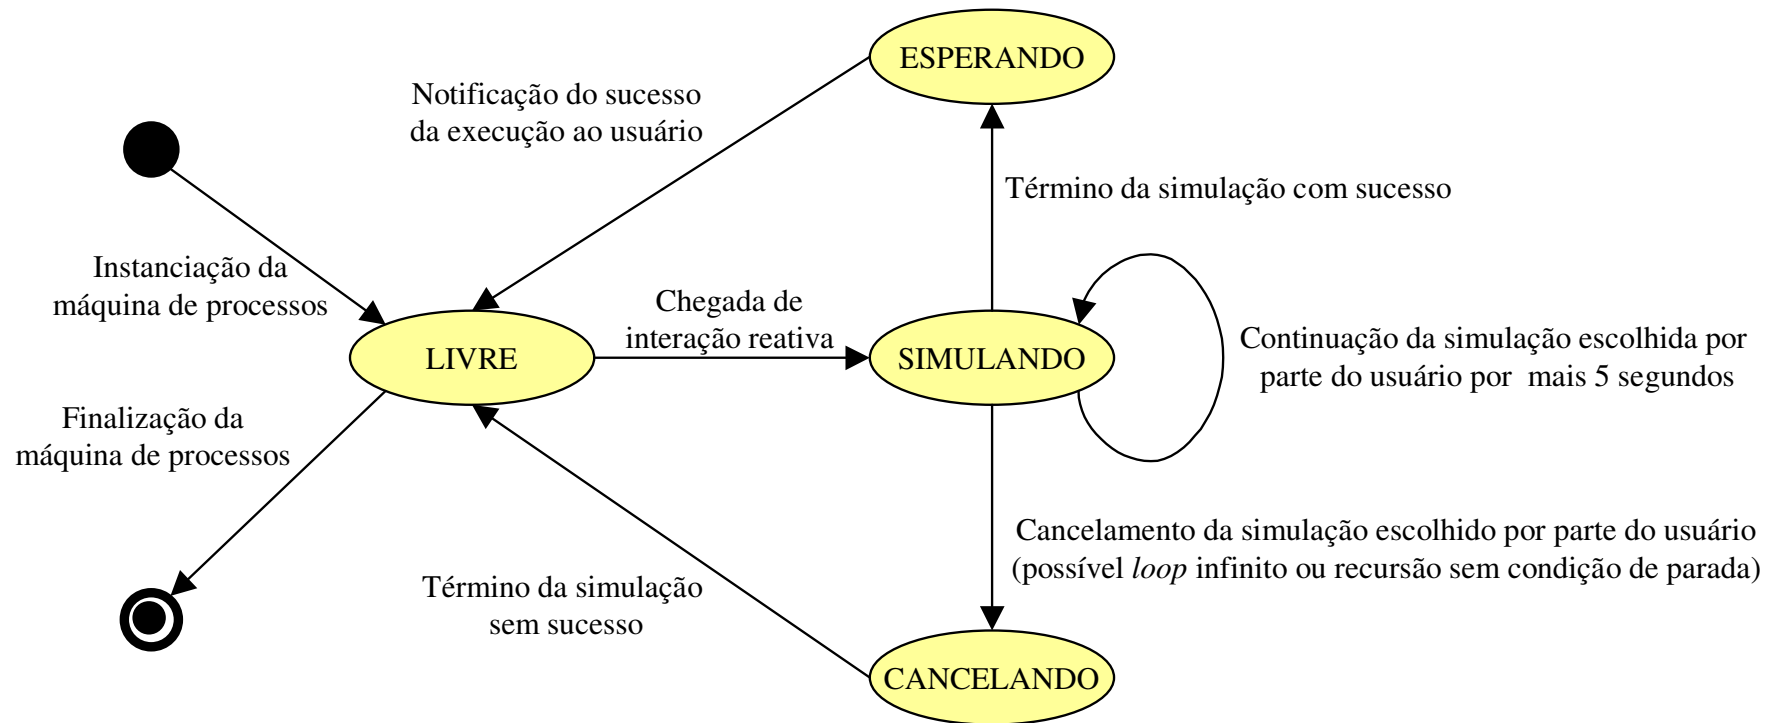 ESPERANDO
Notificação do sucesso
da execução ao usuário
Término da simulação com sucesso
Instanciação da
máquina de processos
Chegada de
interação reativa
LIVRE
SIMULANDO
Continuação da simulação escolhida por
parte do usuário por mais 5 segundos
Finalização da
máquina de processos
Cancelamento da simulação escolhido por parte do usuário
(possível loop infinito ou recursão sem condição de parada)
Término da simulação
sem sucesso
CANCELANDO